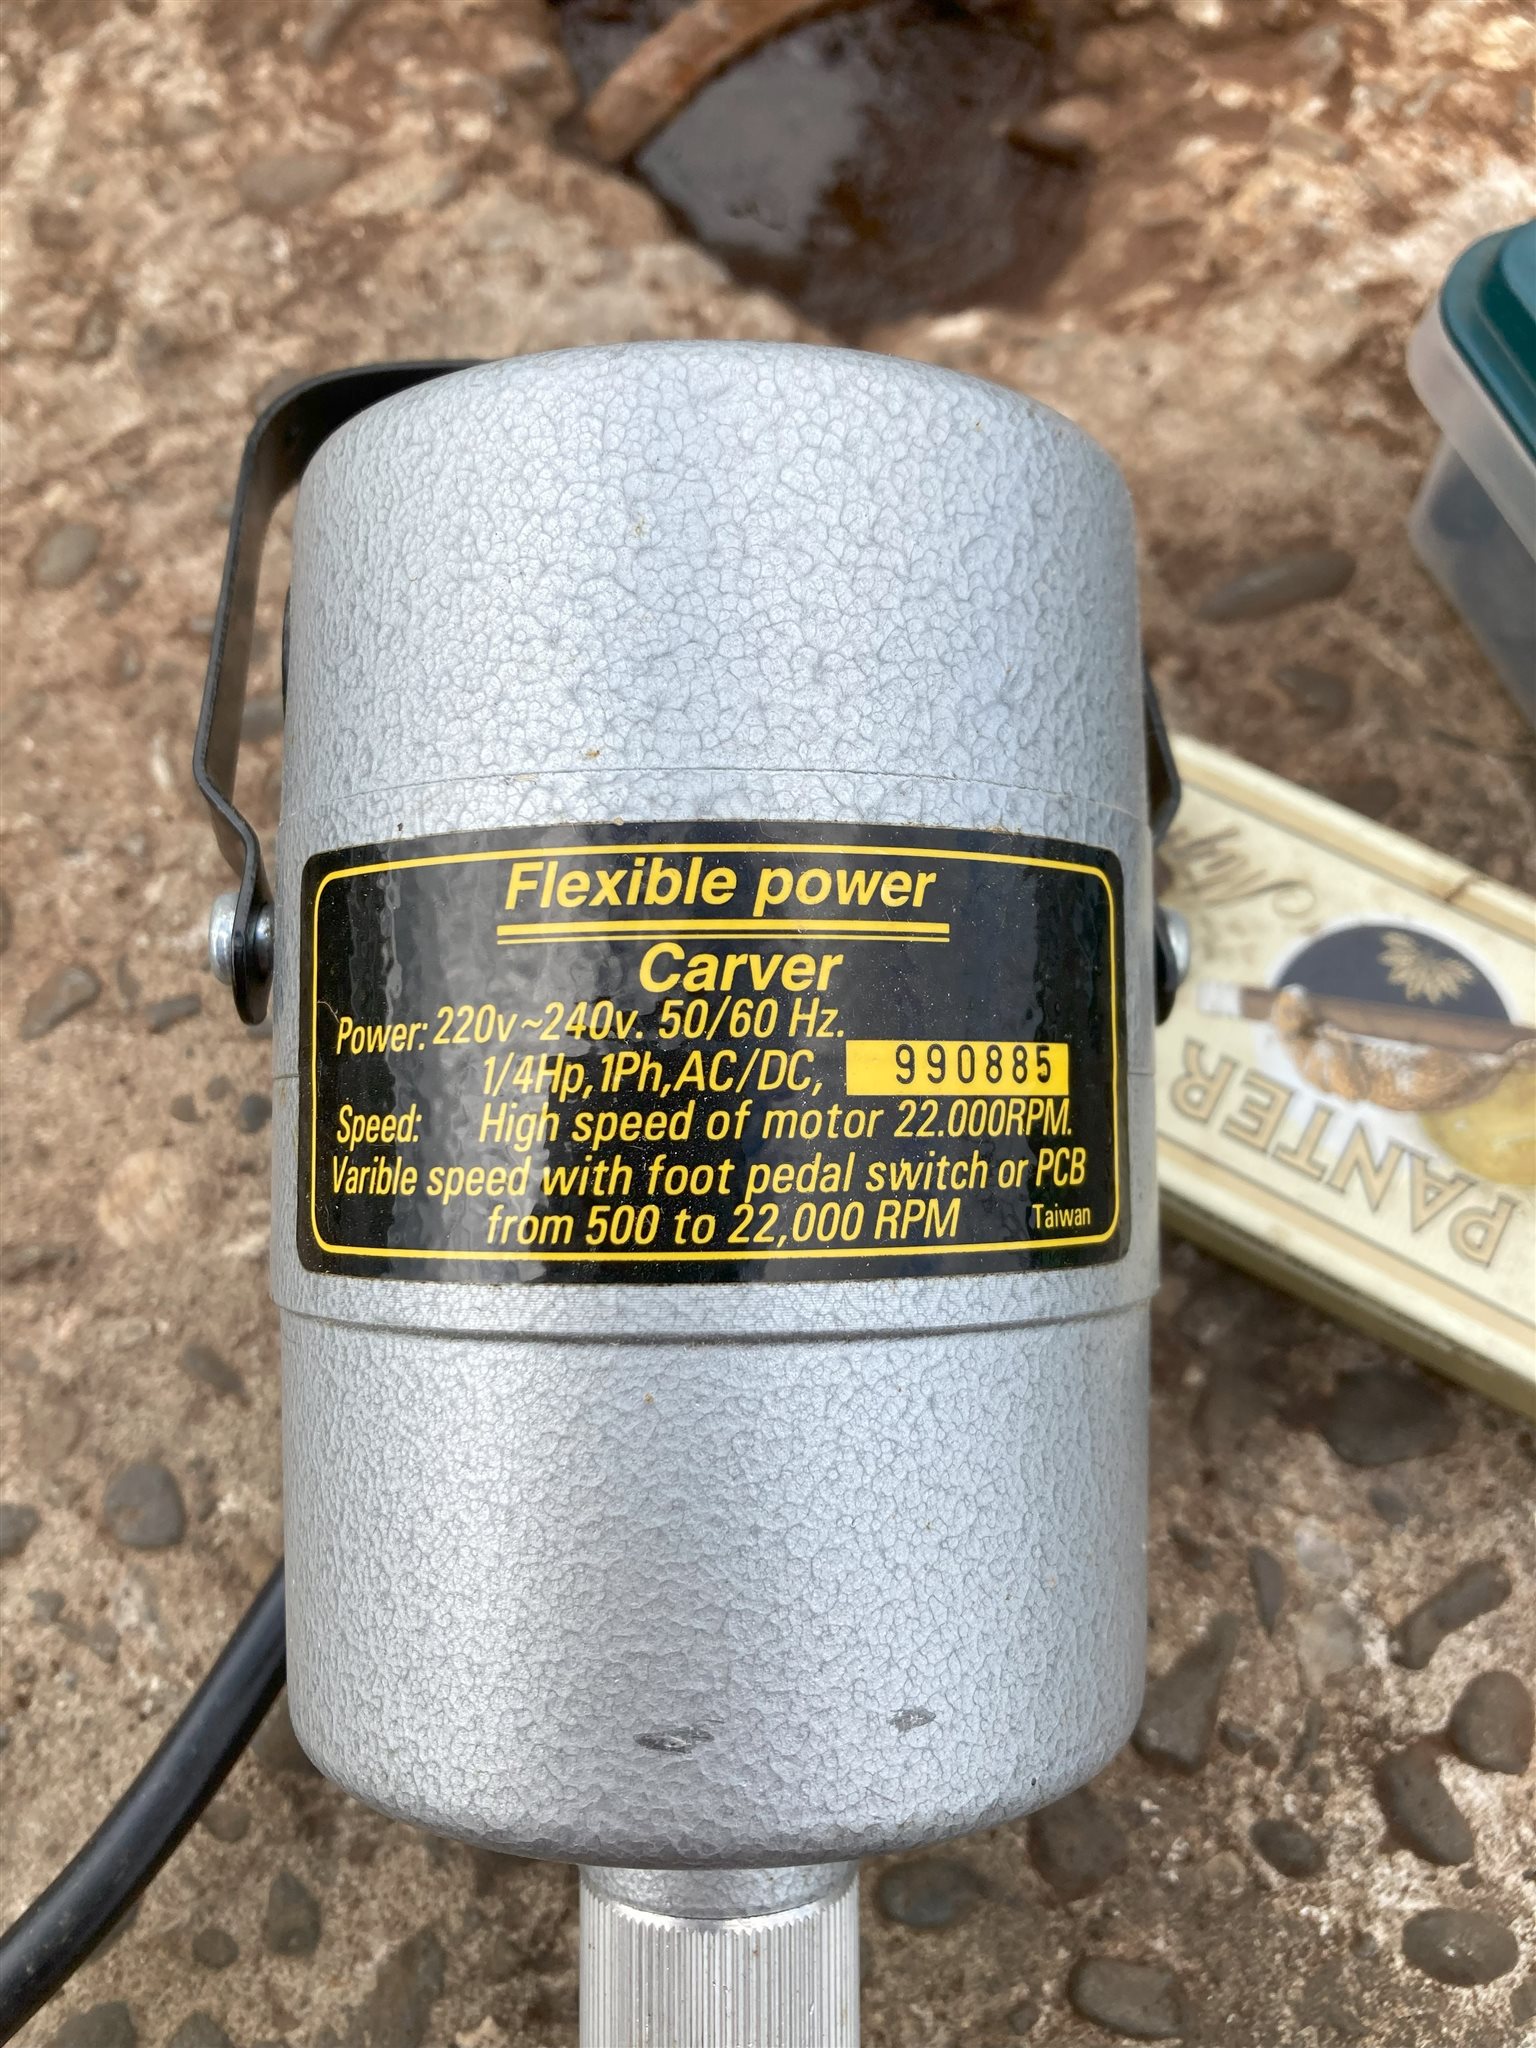 Flexible power
Carver
Power: 220v~240v. 50/60 Hz.
1/4Hp,1Ph,AC/DC, 990885
Speed: High speed of motor 22.000RPM.
Varible speed with foot pedal switch or PCB
from 500 to 22,000 RPM Taiwan
PANTER